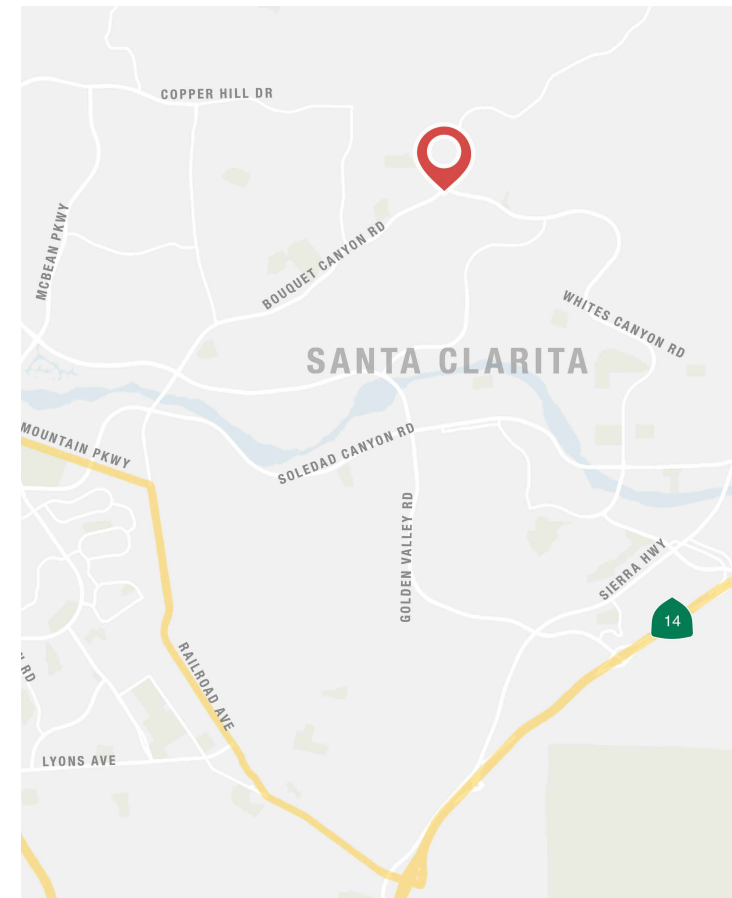 COPPER HILL DR
MCBEAN PKWY
BOUQUET CANYON RD
WHITES CANYON RD
SANTA CLARITA
MOUNTAIN PKWY
SOLEDAD CANYON RD
GOLDEN VALLEY RD
SIERRA HWY
14
RD
RAILROAD AVE
LYONS AVE